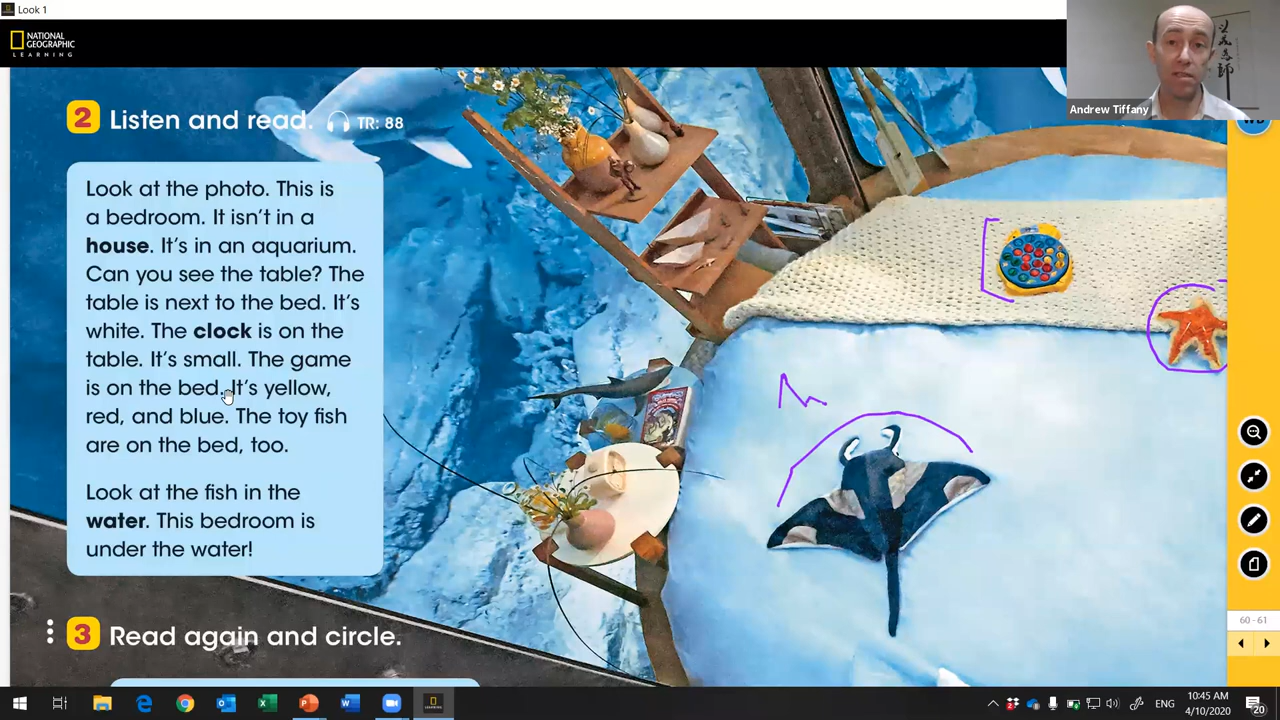 Look 1
NATIONAL
GEOGRAPHIC
LEARNING
Andrew Tiffany
2 Listen and read. TR: 88
Look at the photo. This is
a bedroom. It isn't in a
house. It's in an aquarium.
Can you see the table? The
table is next to the bed. It's
white. The clock is on the
table. It's small. The game
is on the bed. It's yellow,
red, and blue. The toy fish
are on the bed, too.
Look at the fish in the
water. This bedroom is
under the water!
3 Read again and circle.
60 - 61
ENG
10:45 AM
4/10/2020
20